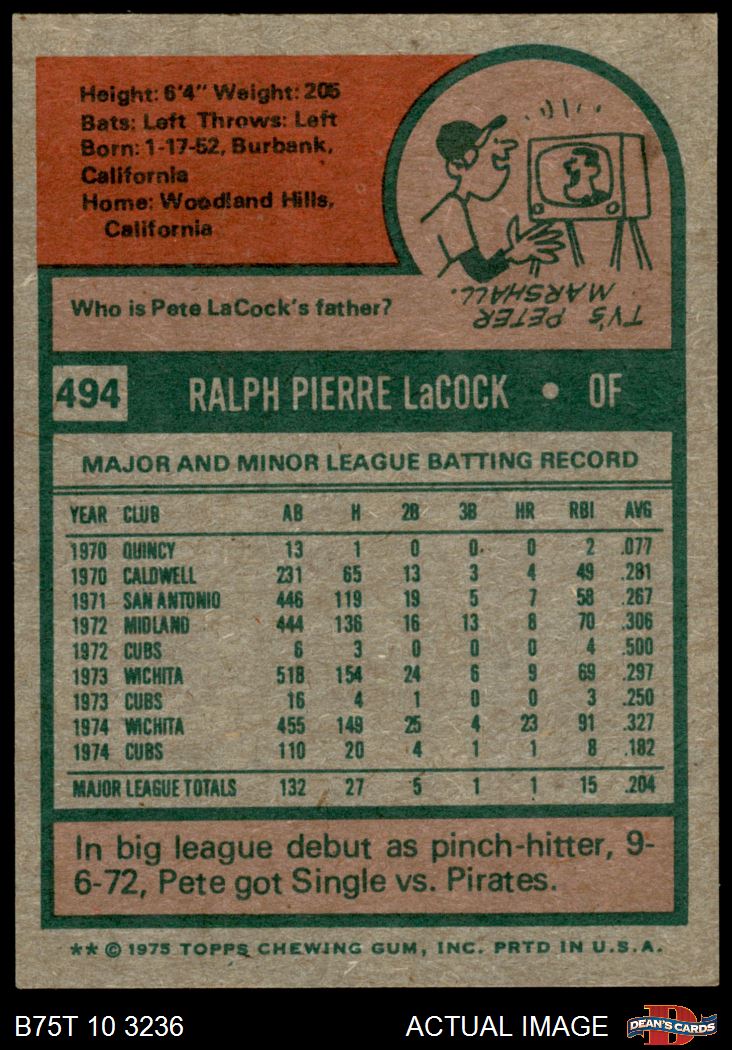 Height: 6'4" Weight: 205
Bats: Left Throws: Left
Born: 1-17-52, Burbank,
California
Home: Woodland Hills,
California
TV'S PETER
MARSHALL.
Who is Pete LaCock's father?
494 RALPH PIERRE LaCOCK • OF
MAJOR AND MINOR LEAGUE BATTING RECORD
YEAR CLUB AB H 2B 3B HR RBI AVG
1970 QUINCY 13 1 0 0 0 2 .077
1970 CALDWELL 231 65 13 3 4 49 .281
1971 SAN ANTONIO 446 119 19 5 7 58 .267
1972 MIDLAND 444 136 16 13 8 70 .306
1972 CUBS 6 3 0 0 0 4 .500
1973 WICHITA 518 154 24 6 9 69 .297
1973 CUBS 16 4 1 0 0 3 .250
1974 WICHITA 455 149 25 4 23 91 .327
1974 CUBS 110 20 4 1 1 8 .182
MAJOR LEAGUE TOTALS 132 27 5 1 1 15 .204
In big league debut as pinch-hitter, 9-
6-72, Pete got Single vs. Pirates.
** © 1975 TOPPS CHEWING GUM, INC. PRTD IN U.S.A.
B75T 10 3236 ACTUAL IMAGE D DEAN'S CARDS